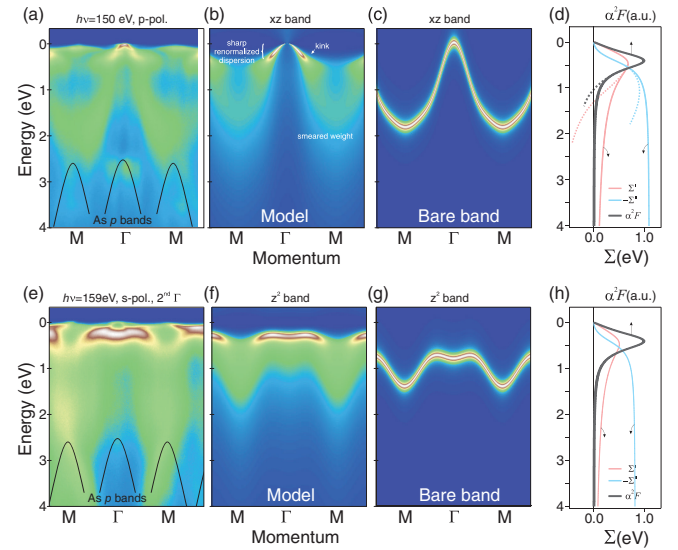 (a) hν=150 eV, p-pol. (b) xz band (c) xz band (d) α²F(a.u.)
0
1
2
3
4
Energy (eV)
As p bands
M Γ M
sharp
renormalized
dispersion
kink
smeared weight
Model
M Γ M
Bare band
M Γ M
Momentum
Σ'
-Σ"
α²F
0.0 1.0
Σ(eV)
(e) hν=159eV, s-pol., 2nd Γ (f) z² band (g) z² band (h) α²F(a.u.)
0
1
2
3
4
Energy (eV)
As p bands
M Γ M
Model
M Γ M
Bare band
M Γ M
Momentum
Σ'
-Σ"
α²F
0.0 1.0
Σ(eV)